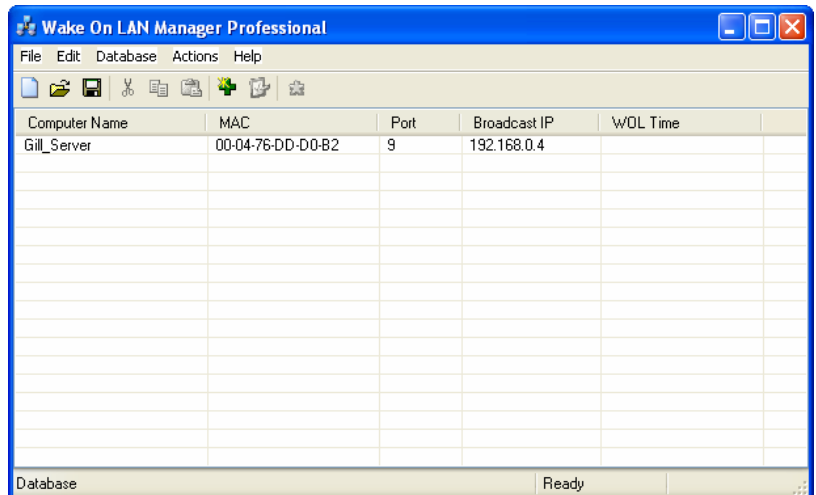 Wake On LAN Manager Professional
File Edit Database Actions Help
Computer Name MAC Port Broadcast IP WOL Time
Gill_Server 00-04-76-DD-D0-B2 9 192.168.0.4
Database Ready